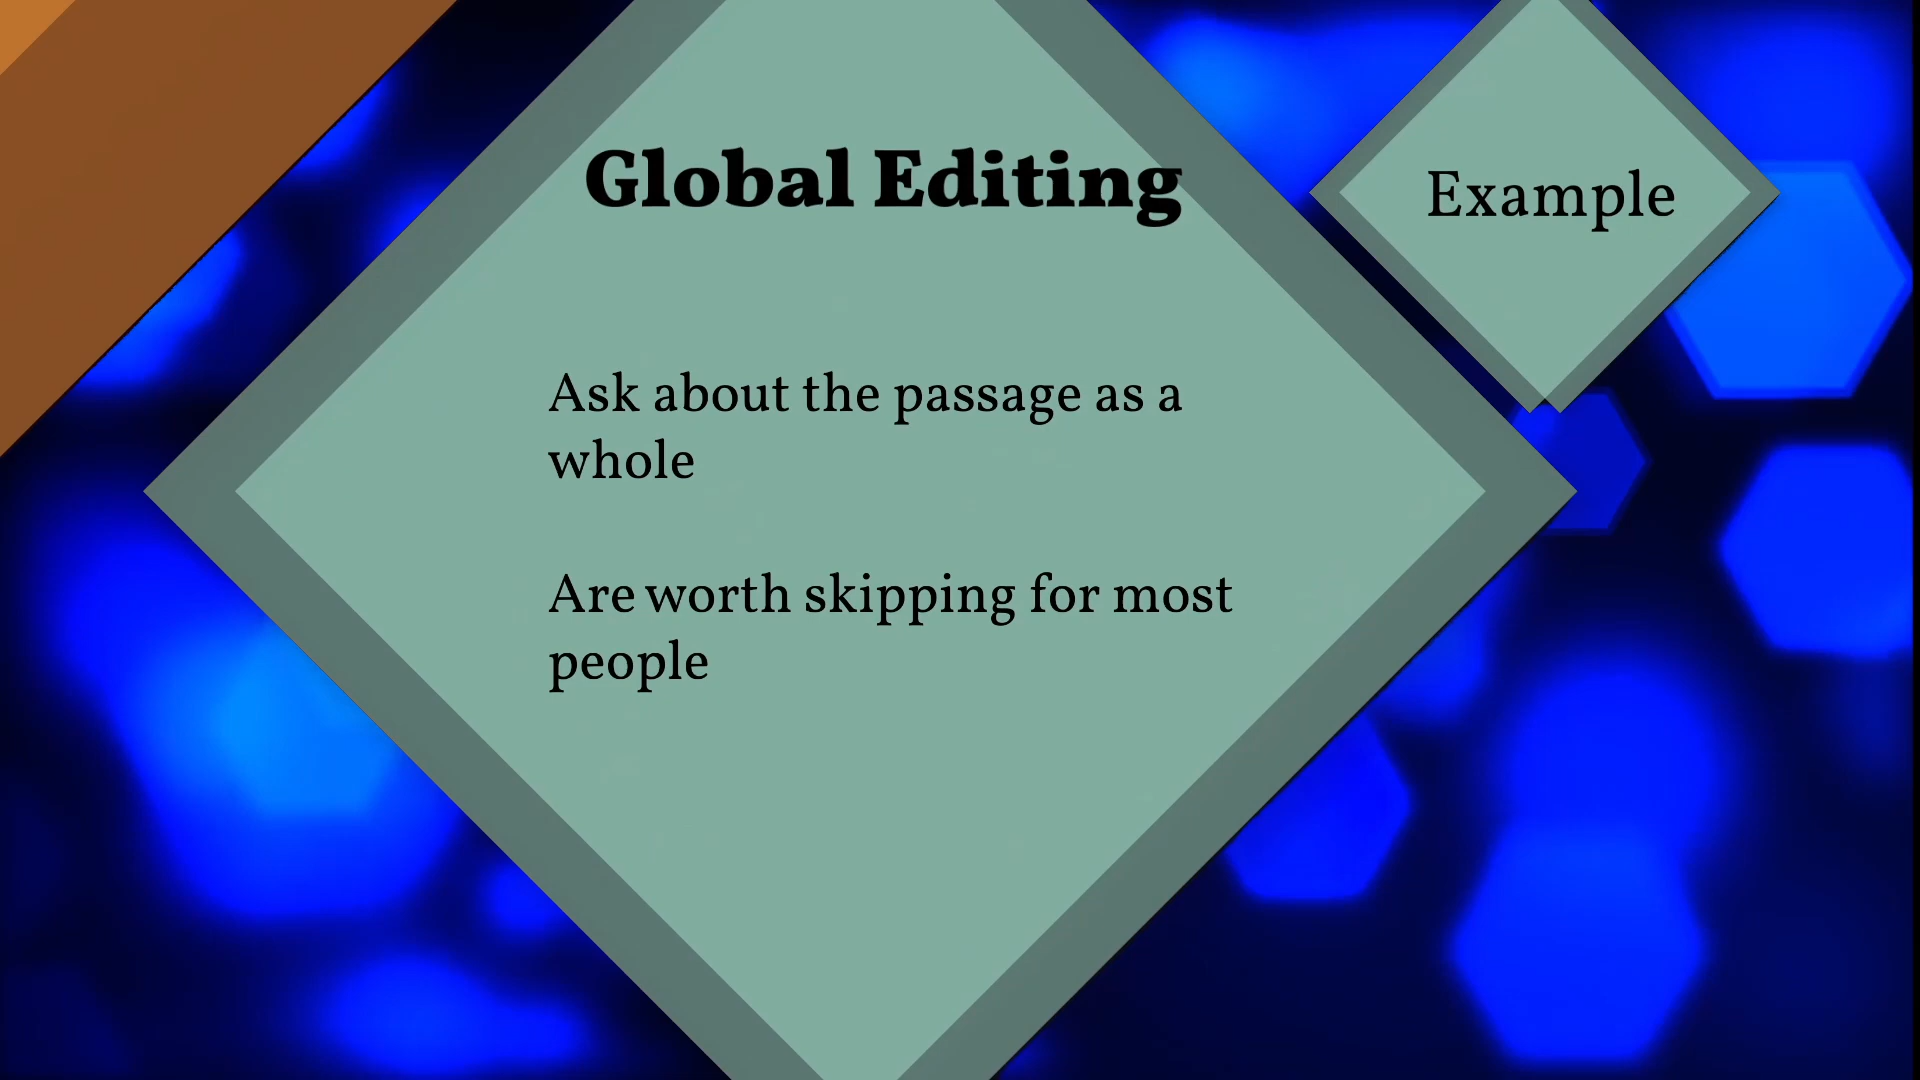 Global Editing
Example
Ask about the passage as a
whole
Are worth skipping for most
people